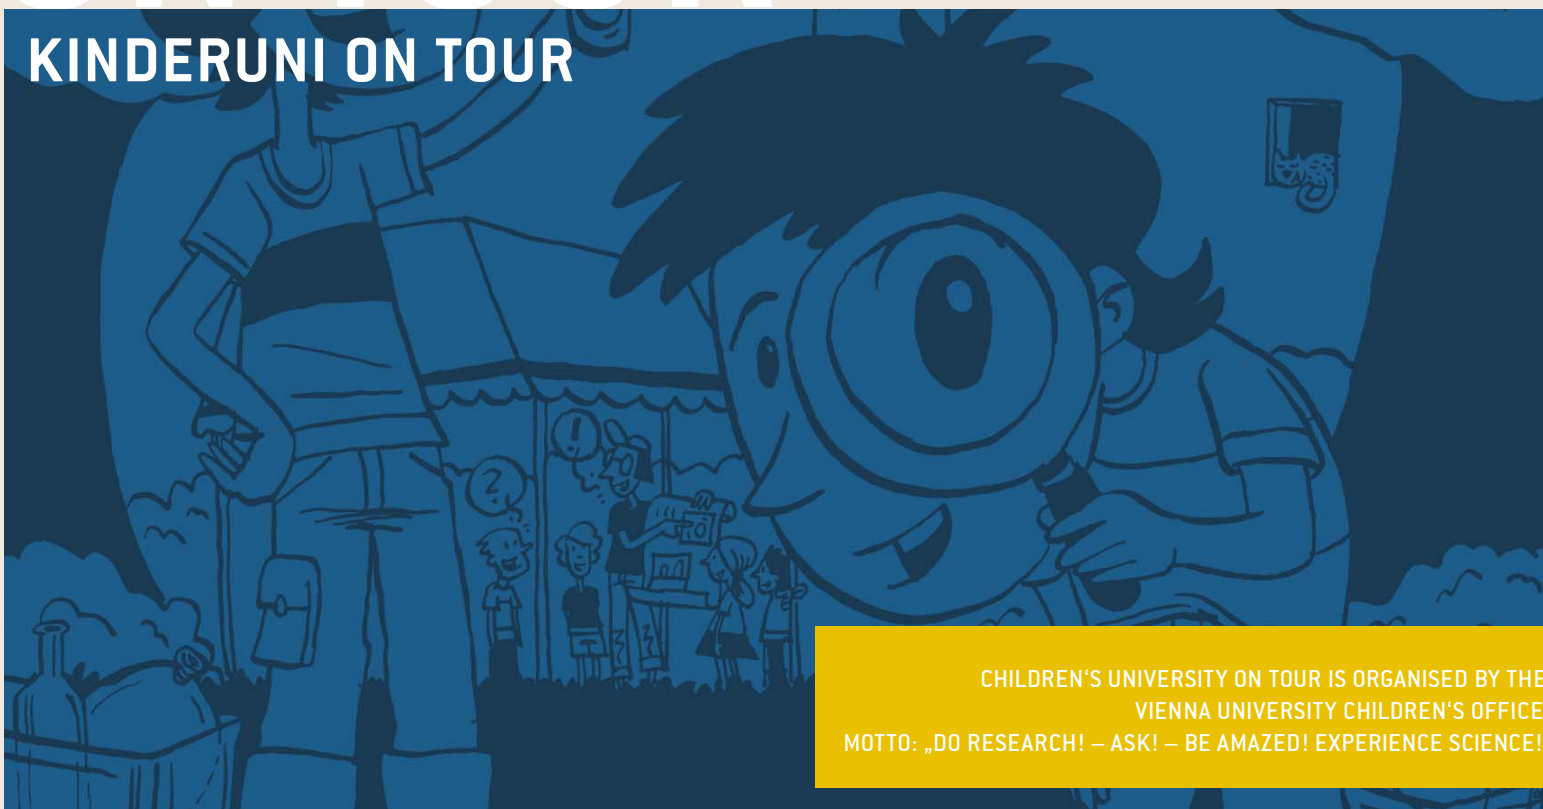 KINDERUNI ON TOUR
!
?
CHILDREN‘S UNIVERSITY ON TOUR IS ORGANISED BY THE
VIENNA UNIVERSITY CHILDREN‘S OFFICE
MOTTO: „DO RESEARCH! – ASK! – BE AMAZED! EXPERIENCE SCIENCE!